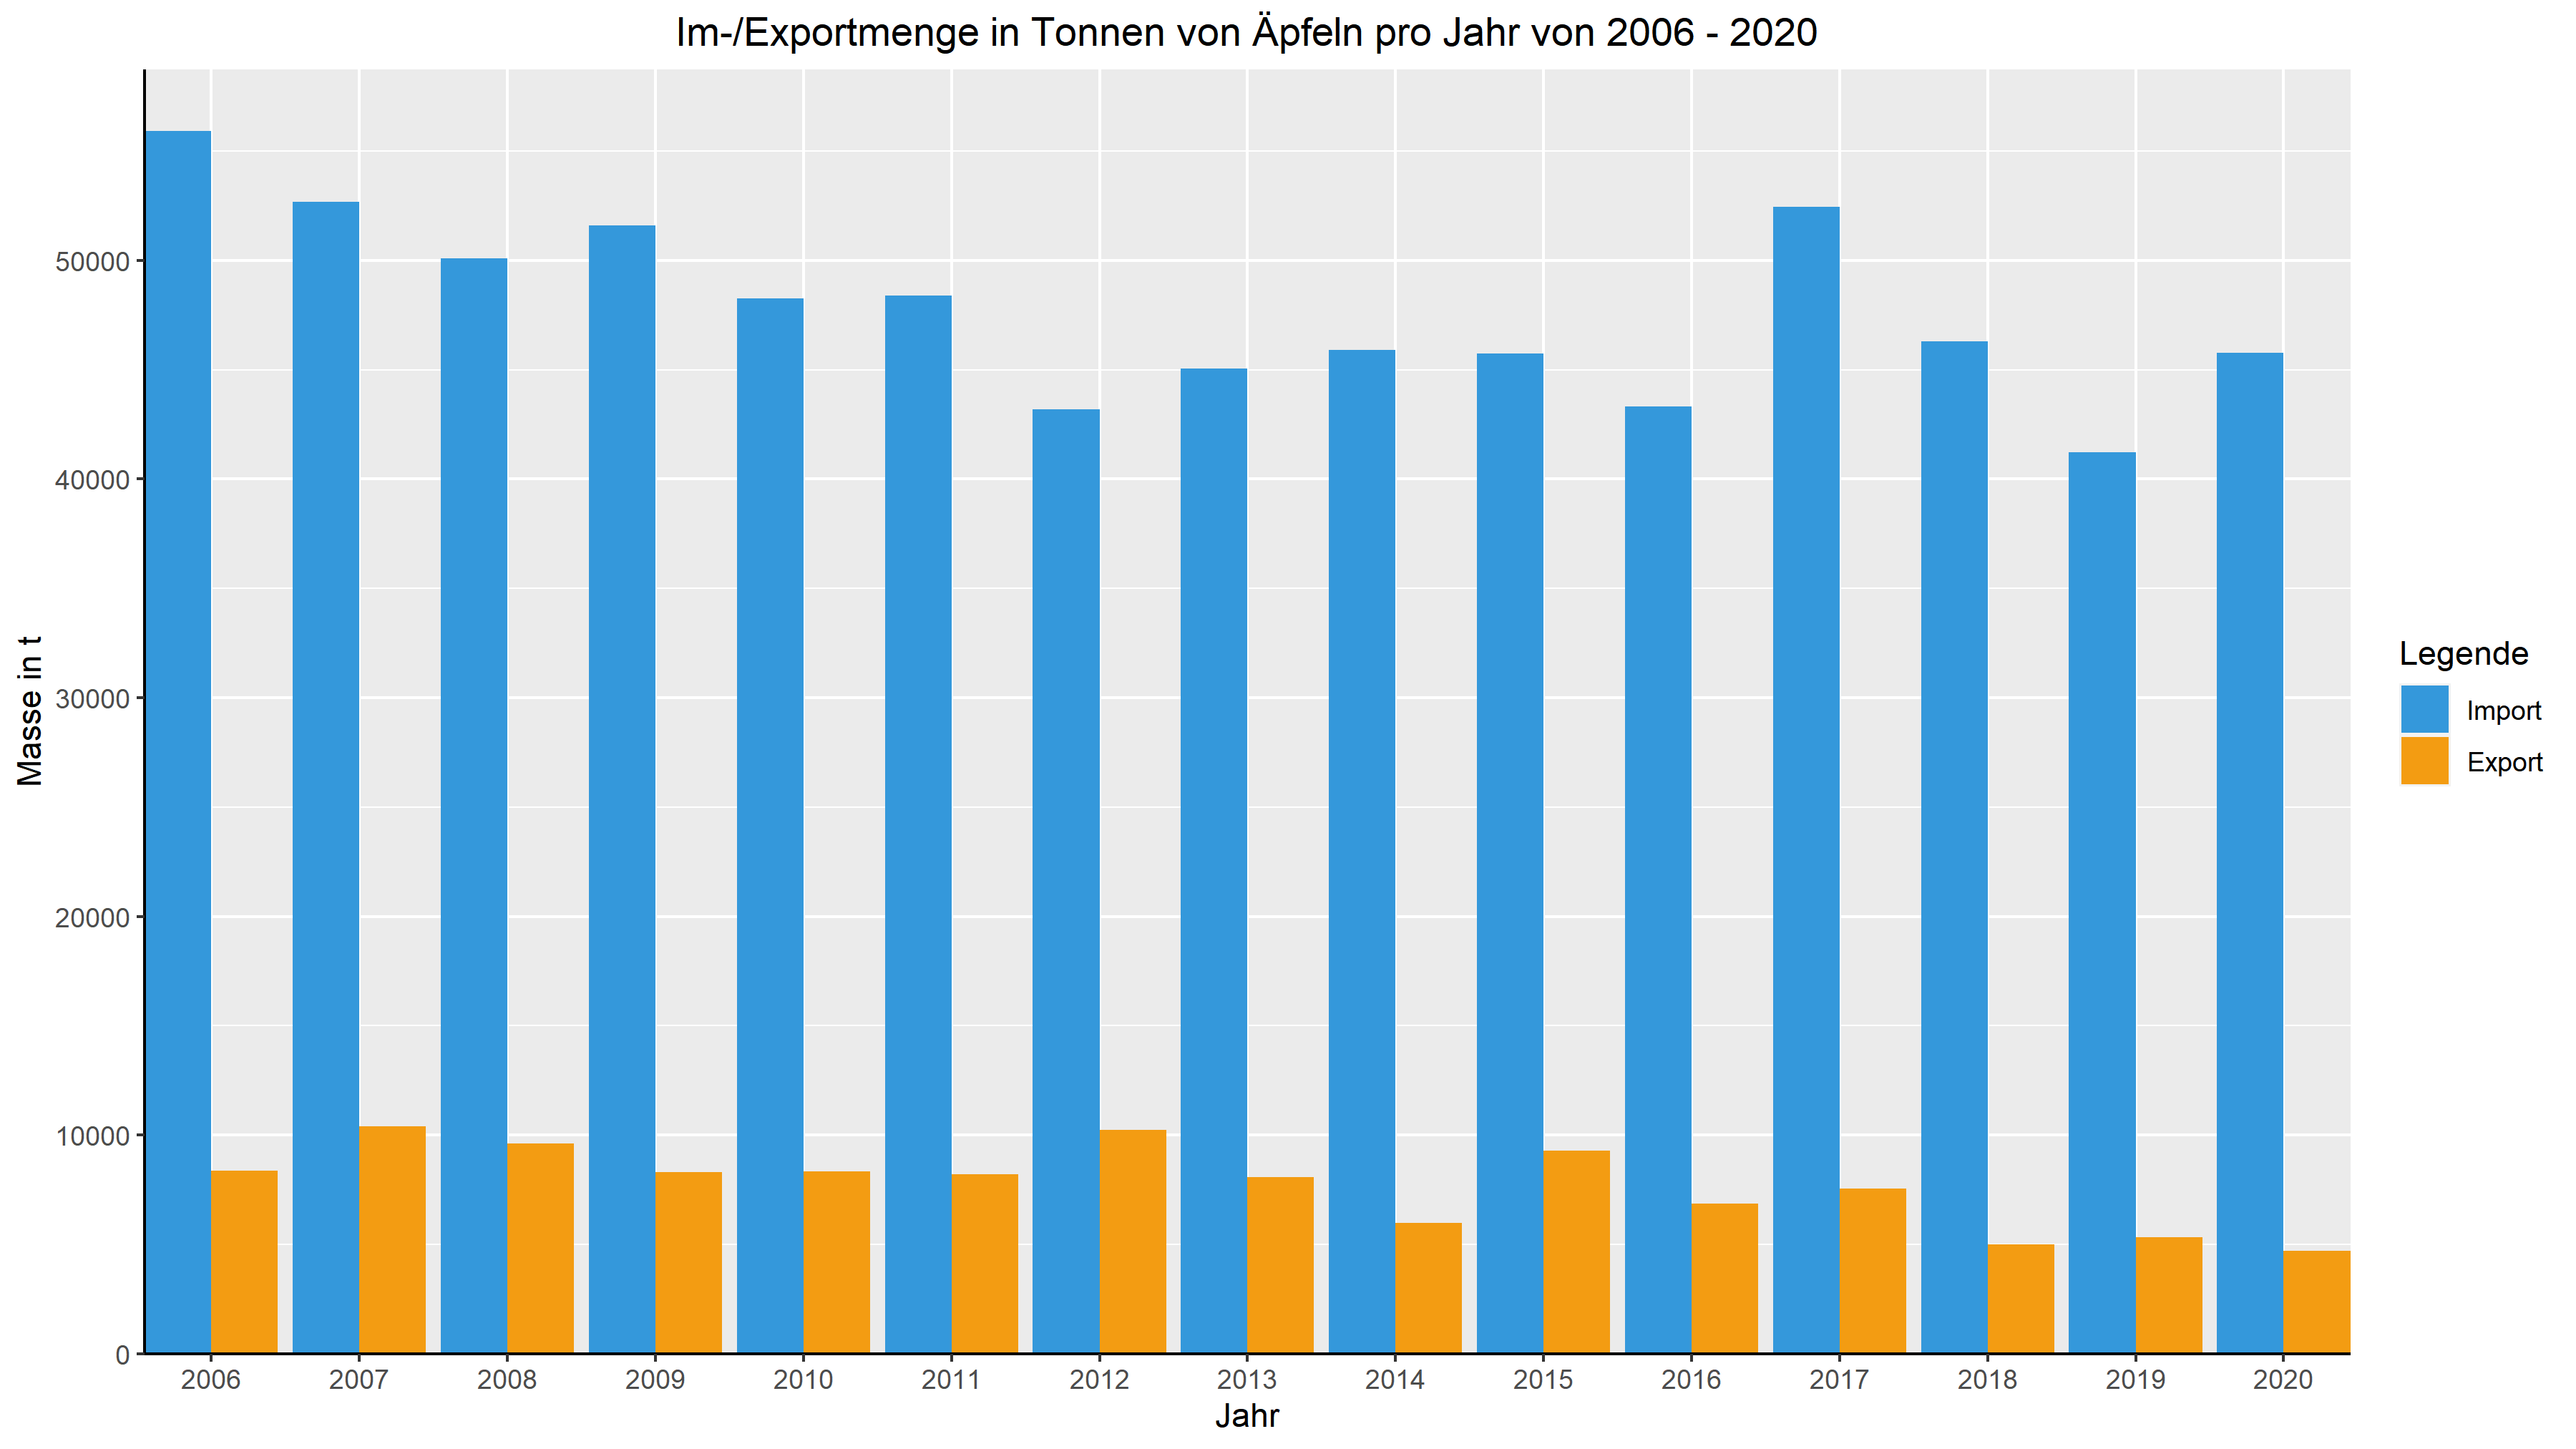 Im-/Exportmenge in Tonnen von Äpfeln pro Jahr von 2006 - 2020
Masse in t
50000
40000
30000
20000
10000
0
2006 2007 2008 2009 2010 2011 2012 2013 2014 2015 2016 2017 2018 2019 2020
Jahr
Legende
Import
Export